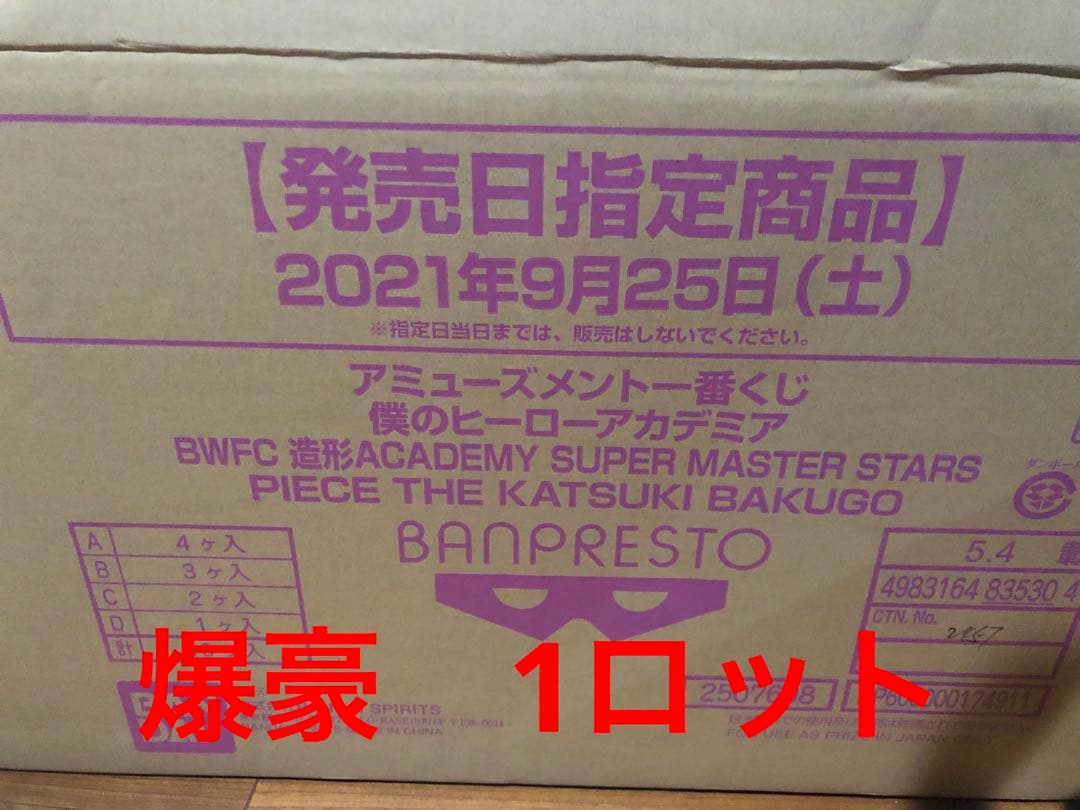 【発売日指定商品】
2021年9月25日（土）
※指定日当日までは、販売はしないでください。
アミューズメント一番くじ
僕のヒーローアカデミア
BWFC 造形ACADEMY SUPER MASTER STARS
PIECE THE KATSUKI BAKUGO
BANPRESTO
A 4ヶ入
B 3ヶ入
C 2ヶ入
D 1ヶ入
計
5.4
4983164 83530 4
CTN. No.
爆豪 1ロット
SPIRITS
IN CHINA